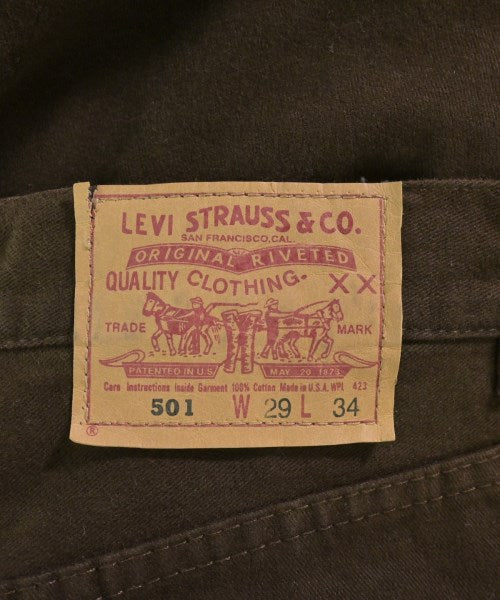 LEVI STRAUSS & CO.
SAN FRANCISCO, CAL.
ORIGINAL RIVETED
QUALITY CLOTHING. XX
TRADE MARK
PATENTED IN U.S. MAY 20 1873
Care Instructions Inside Garment 100% Cotton Made in U.S.A. WPL 423
501 W 29 L 34
®